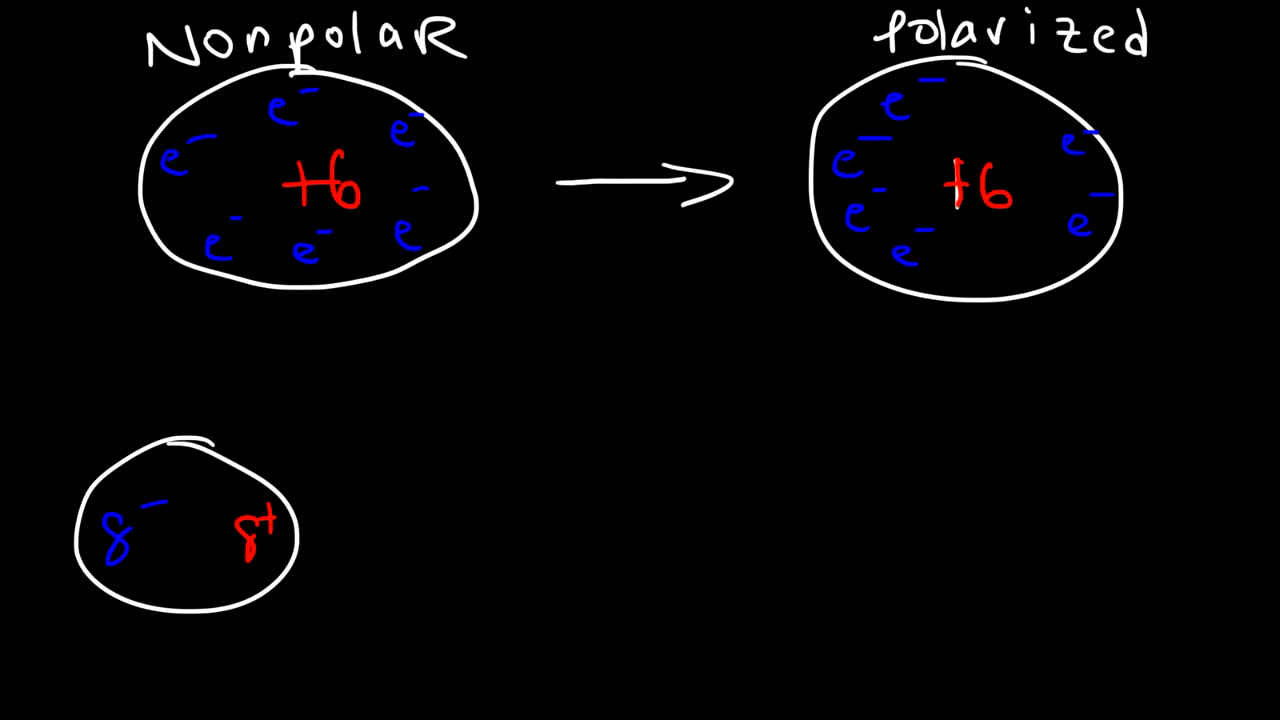 NonpolaR
polarized
e⁻ e⁻ e⁻
+6
e⁻ e⁻ e⁻
e⁻
e⁻ e⁻
+6
e⁻ e⁻
e⁻
δ⁻ δ⁺